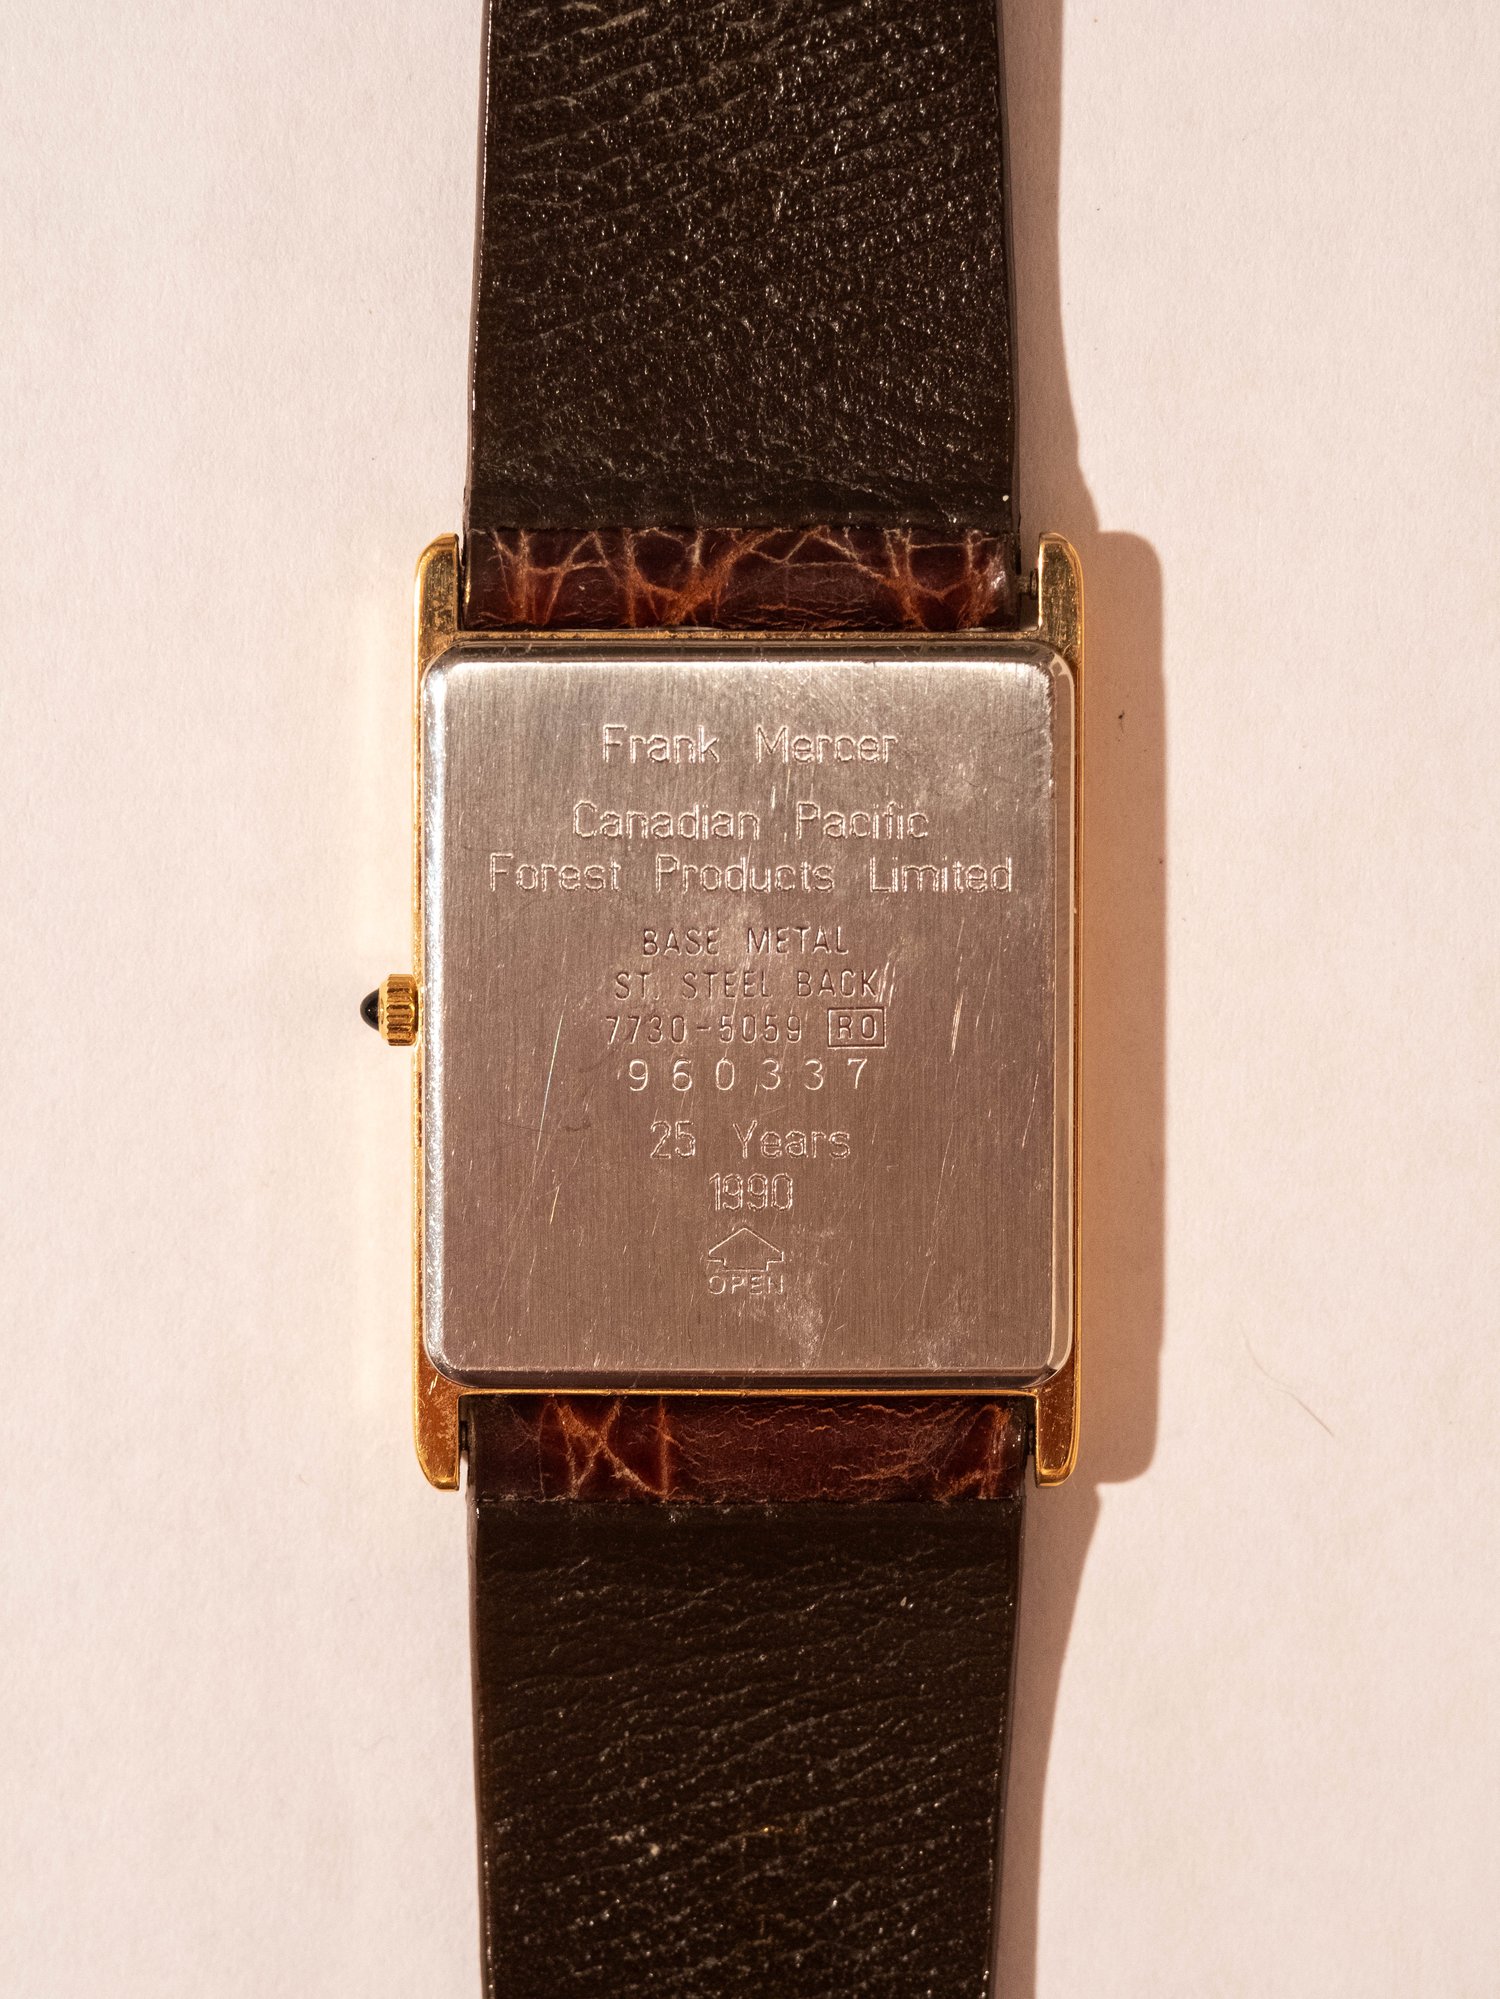 Frank Mercer
Canadian Pacific
Forest Products Limited
BASE METAL
ST. STEEL BACK
7730-5059 RO
960337
25 Years
1990
OPEN